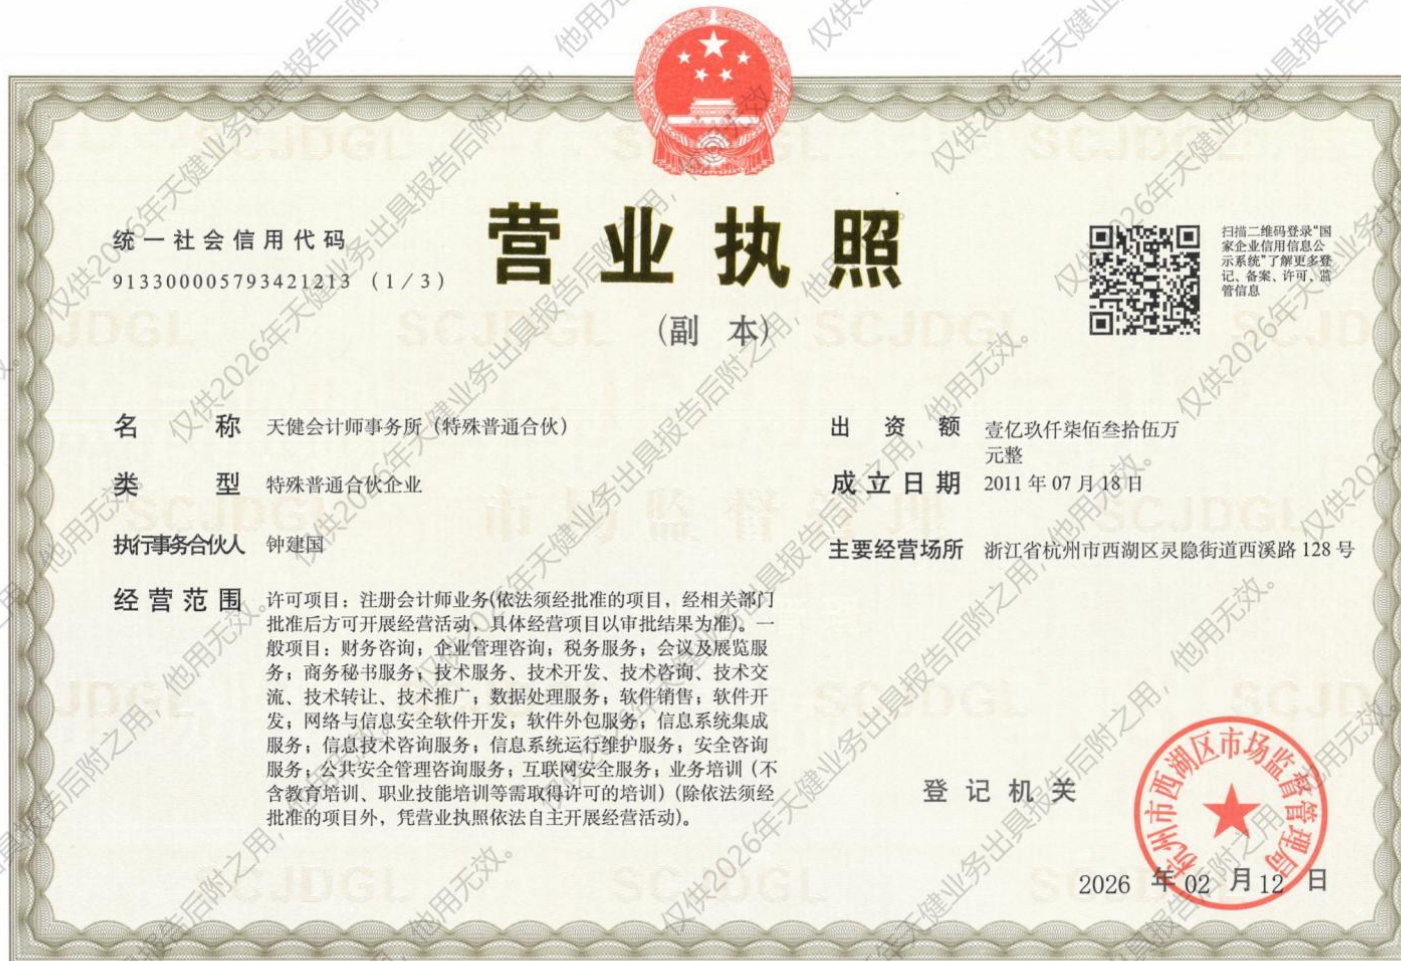 营业执照
(副 本)
统一社会信用代码
913300005793421213 (1/3)
扫描二维码登录“国
家企业信用信息公
示系统”了解更多登
记、备案、许可、监
管信息
名 称 天健会计师事务所（特殊普通合伙）
类 型 特殊普通合伙企业
执行事务合伙人 钟建国
经营范围 许可项目：注册会计师业务(依法须经批准的项目，经相关部门
批准后方可开展经营活动，具体经营项目以审批结果为准)。一
般项目：财务咨询；企业管理咨询；税务服务；会议及展览服
务；商务秘书服务；技术服务、技术开发、技术咨询、技术交
流、技术转让、技术推广；数据处理服务；软件销售；软件开
发；网络与信息安全软件开发；软件外包服务；信息系统集成
服务；信息技术咨询服务；信息系统运行维护服务；安全咨询
服务；公共安全管理咨询服务；互联网安全服务；业务培训（不
含教育培训、职业技能培训等需取得许可的培训）(除依法须经
批准的项目外，凭营业执照依法自主开展经营活动)。
出 资 额 壹亿玖仟柒佰叁拾伍万
元整
成立日期 2011 年 07 月 18 日
主要经营场所 浙江省杭州市西湖区灵隐街道西溪路 128 号
登记机关
杭州市西湖区市场监督管理局
2026 年 02 月 12 日
仅供2026年天健业务出具报告后附之用，他用无效。
SCJDGL
市场监督管理